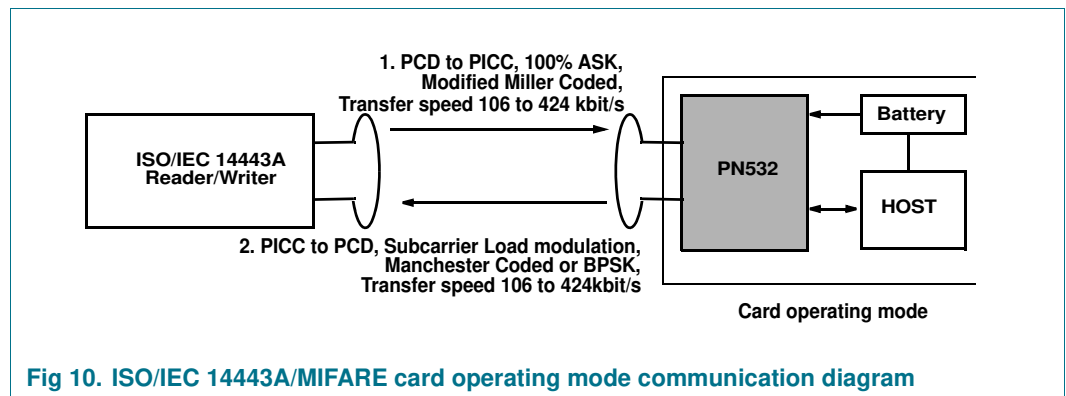 1. PCD to PICC, 100% ASK,
Modified Miller Coded,
Transfer speed 106 to 424 kbit/s
ISO/IEC 14443A
Reader/Writer
PN532
Battery
HOST
2. PICC to PCD, Subcarrier Load modulation,
Manchester Coded or BPSK,
Transfer speed 106 to 424kbit/s
Card operating mode
Fig 10. ISO/IEC 14443A/MIFARE card operating mode communication diagram